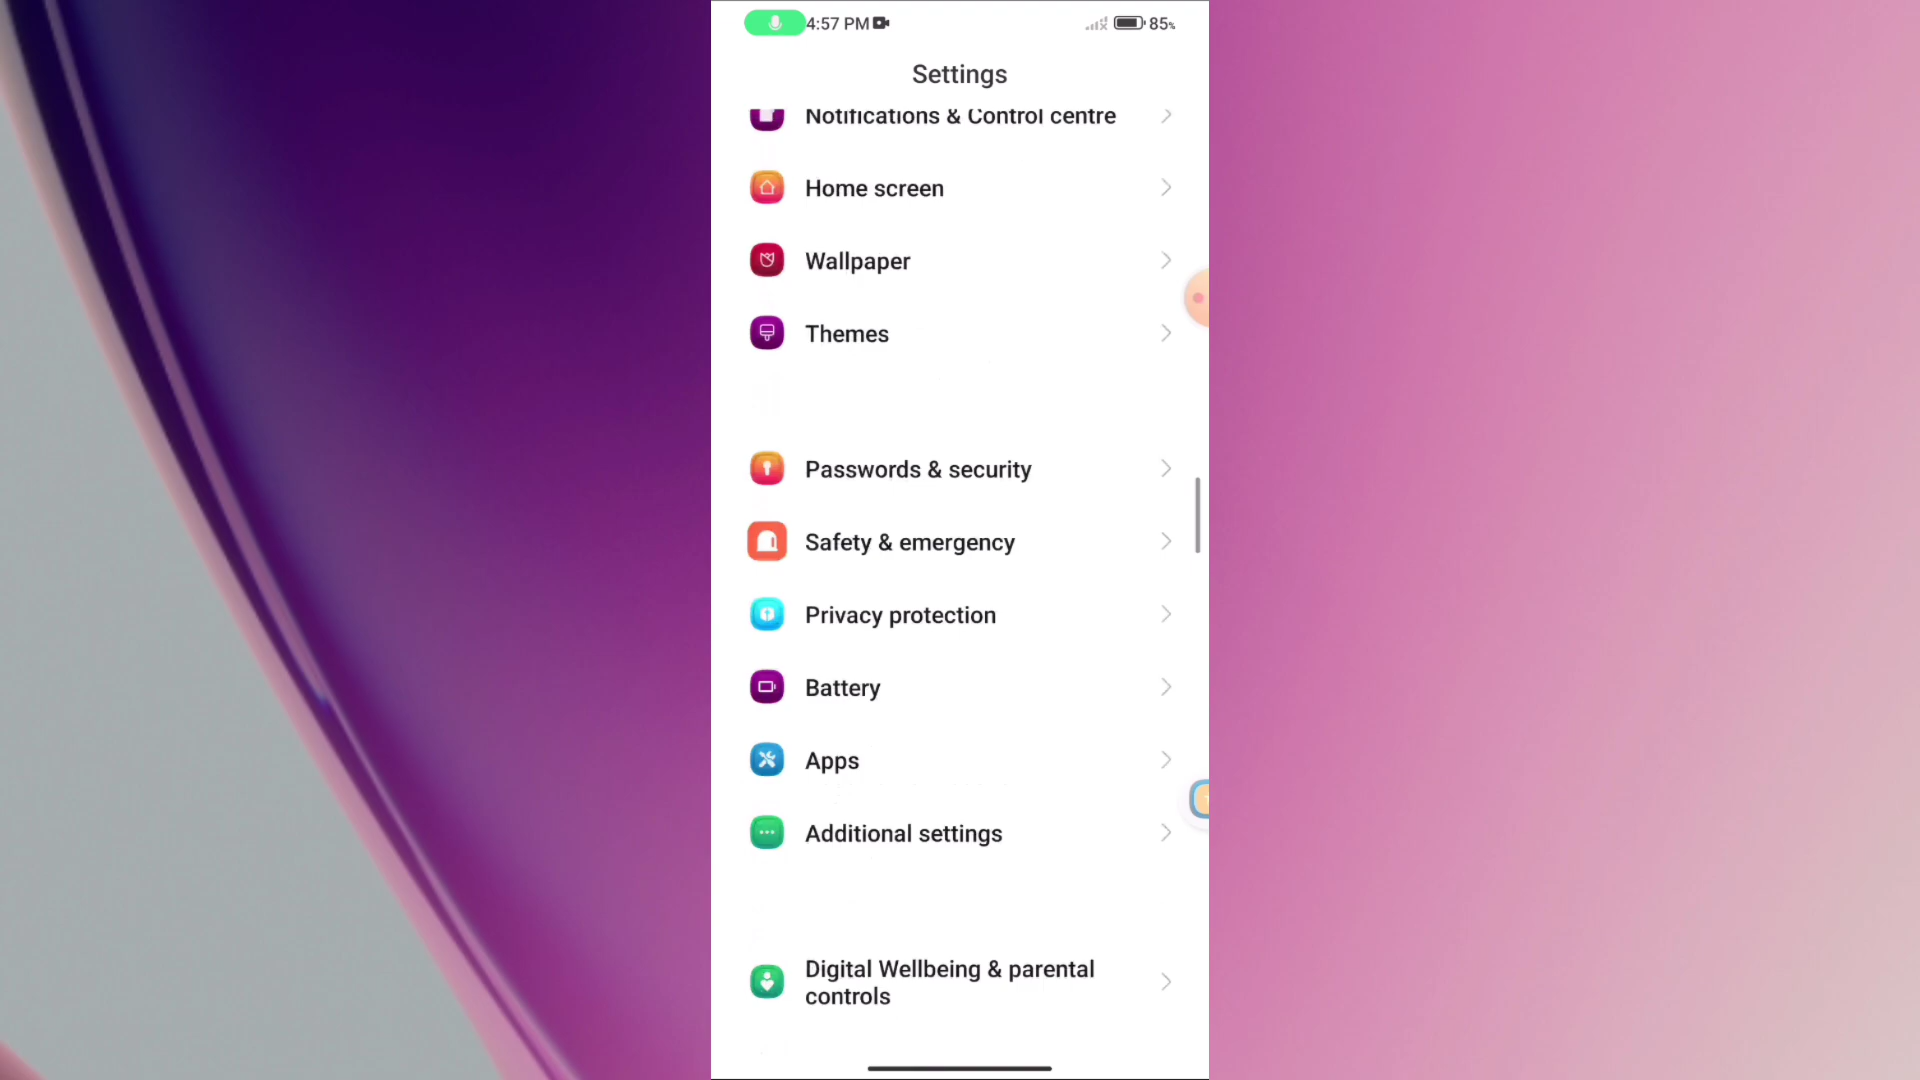 4:57 PM
85%
Settings
Notifications & Control centre
Home screen
Wallpaper
Themes
Passwords & security
Safety & emergency
Privacy protection
Battery
Apps
Additional settings
Digital Wellbeing & parental
controls